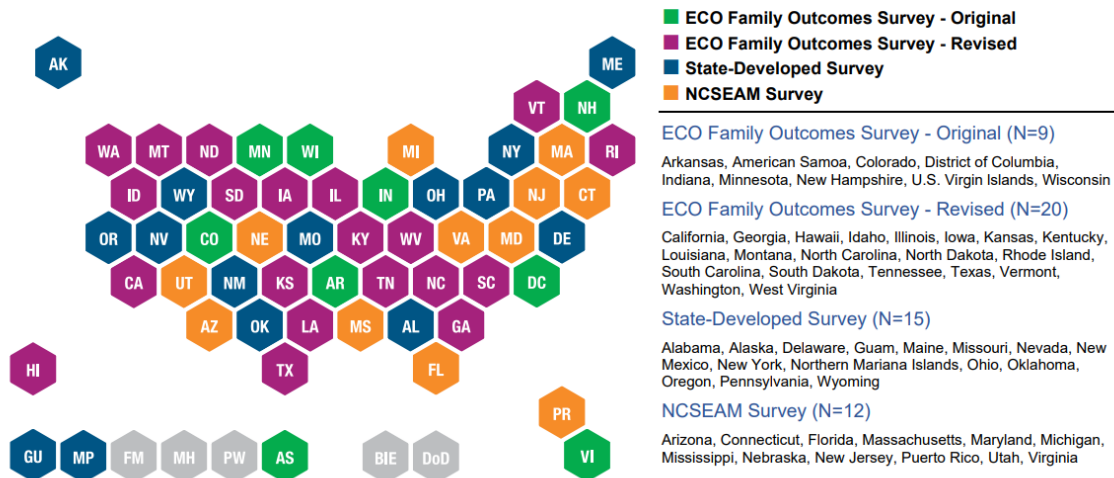 AK
ME
VT
NH
WA
MT
ND
MN
WI
MI
NY
MA
RI
ID
WY
SD
IA
IL
IN
OH
PA
NJ
CT
OR
NV
CO
NE
MO
KY
WV
VA
MD
DE
CA
UT
NM
KS
AR
TN
NC
SC
DC
AZ
OK
LA
MS
AL
GA
HI
TX
FL
PR
GU
MP
FM
MH
PW
AS
BIE
DoD
VI
ECO Family Outcomes Survey - Original
ECO Family Outcomes Survey - Revised
State-Developed Survey
NCSEAM Survey
ECO Family Outcomes Survey - Original (N=9)
Arkansas, American Samoa, Colorado, District of Columbia,
Indiana, Minnesota, New Hampshire, U.S. Virgin Islands, Wisconsin
ECO Family Outcomes Survey - Revised (N=20)
California, Georgia, Hawaii, Idaho, Illinois, Iowa, Kansas, Kentucky,
Louisiana, Montana, North Carolina, North Dakota, Rhode Island,
South Carolina, South Dakota, Tennessee, Texas, Vermont,
Washington, West Virginia
State-Developed Survey (N=15)
Alabama, Alaska, Delaware, Guam, Maine, Missouri, Nevada, New
Mexico, New York, Northern Mariana Islands, Ohio, Oklahoma,
Oregon, Pennsylvania, Wyoming
NCSEAM Survey (N=12)
Arizona, Connecticut, Florida, Massachusetts, Maryland, Michigan,
Mississippi, Nebraska, New Jersey, Puerto Rico, Utah, Virginia